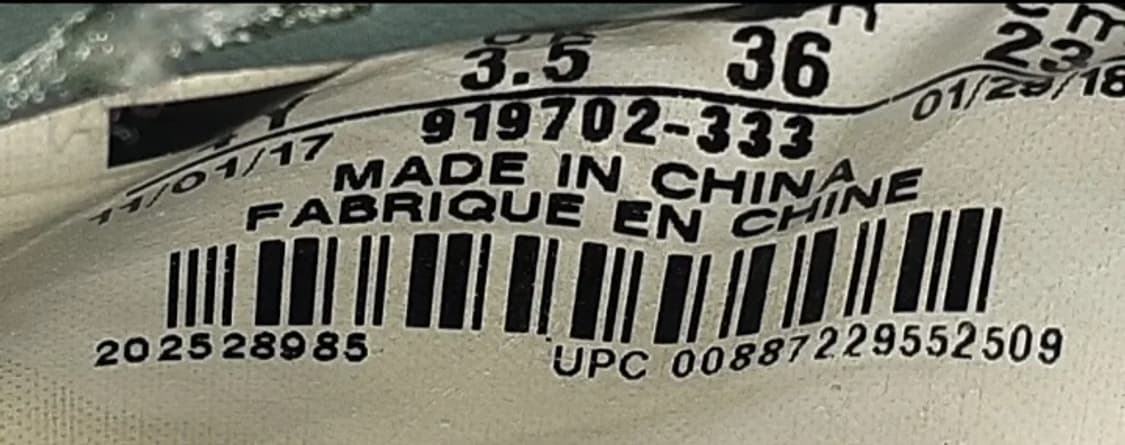 3.5 36 23
11/01/17 919702-333 01/29/18
MADE IN CHINA
FABRIQUE EN CHINE
202528985 UPC 00887229552509